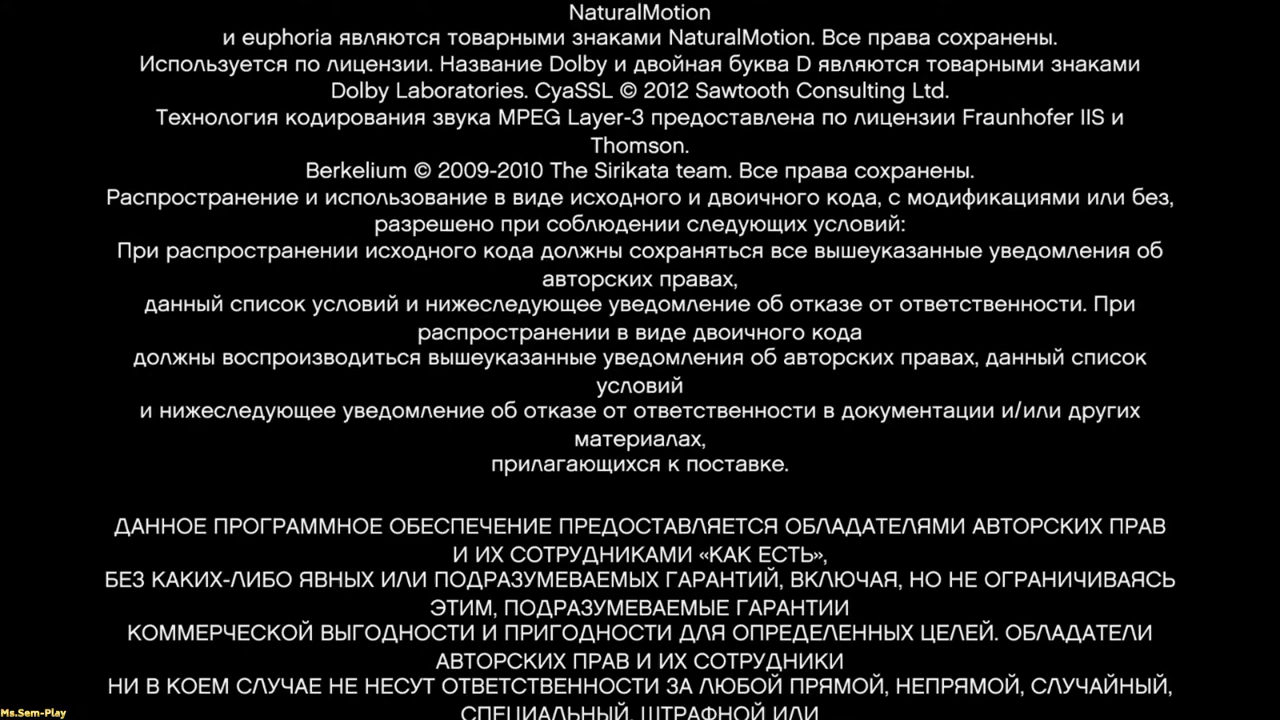 NaturalMotion
и euphoria являются товарными знаками NaturalMotion. Все права сохранены.
Используется по лицензии. Название Dolby и двойная буква D являются товарными знаками
Dolby Laboratories. CyaSSL © 2012 Sawtooth Consulting Ltd.
Технология кодирования звука MPEG Layer-3 предоставлена по лицензии Fraunhofer IIS и
Thomson.
Berkelium © 2009-2010 The Sirikata team. Все права сохранены.
Распространение и использование в виде исходного и двоичного кода, с модификациями или без,
разрешено при соблюдении следующих условий:
При распространении исходного кода должны сохраняться все вышеуказанные уведомления об
авторских правах,
данный список условий и нижеследующее уведомление об отказе от ответственности. При
распространении в виде двоичного кода
должны воспроизводиться вышеуказанные уведомления об авторских правах, данный список
условий
и нижеследующее уведомление об отказе от ответственности в документации и/или других
материалах,
прилагающихся к поставке.
ДАННОЕ ПРОГРАММНОЕ ОБЕСПЕЧЕНИЕ ПРЕДОСТАВЛЯЕТСЯ ОБЛАДАТЕЛЯМИ АВТОРСКИХ ПРАВ
И ИХ СОТРУДНИКАМИ «КАК ЕСТЬ»,
БЕЗ КАКИХ-ЛИБО ЯВНЫХ ИЛИ ПОДРАЗУМЕВАЕМЫХ ГАРАНТИЙ, ВКЛЮЧАЯ, НО НЕ ОГРАНИЧИВАЯСЬ
ЭТИМ, ПОДРАЗУМЕВАЕМЫЕ ГАРАНТИИ
КОММЕРЧЕСКОЙ ВЫГОДНОСТИ И ПРИГОДНОСТИ ДЛЯ ОПРЕДЕЛЕННЫХ ЦЕЛЕЙ. ОБЛАДАТЕЛИ
АВТОРСКИХ ПРАВ И ИХ СОТРУДНИКИ
НИ В КОЕМ СЛУЧАЕ НЕ НЕСУТ ОТВЕТСТВЕННОСТИ ЗА ЛЮБОЙ ПРЯМОЙ, НЕПРЯМОЙ, СЛУЧАЙНЫЙ,
СПЕЦИАЛЬНЫЙ, ШТРАФНОЙ ИЛИ
Ms.Sem-Play